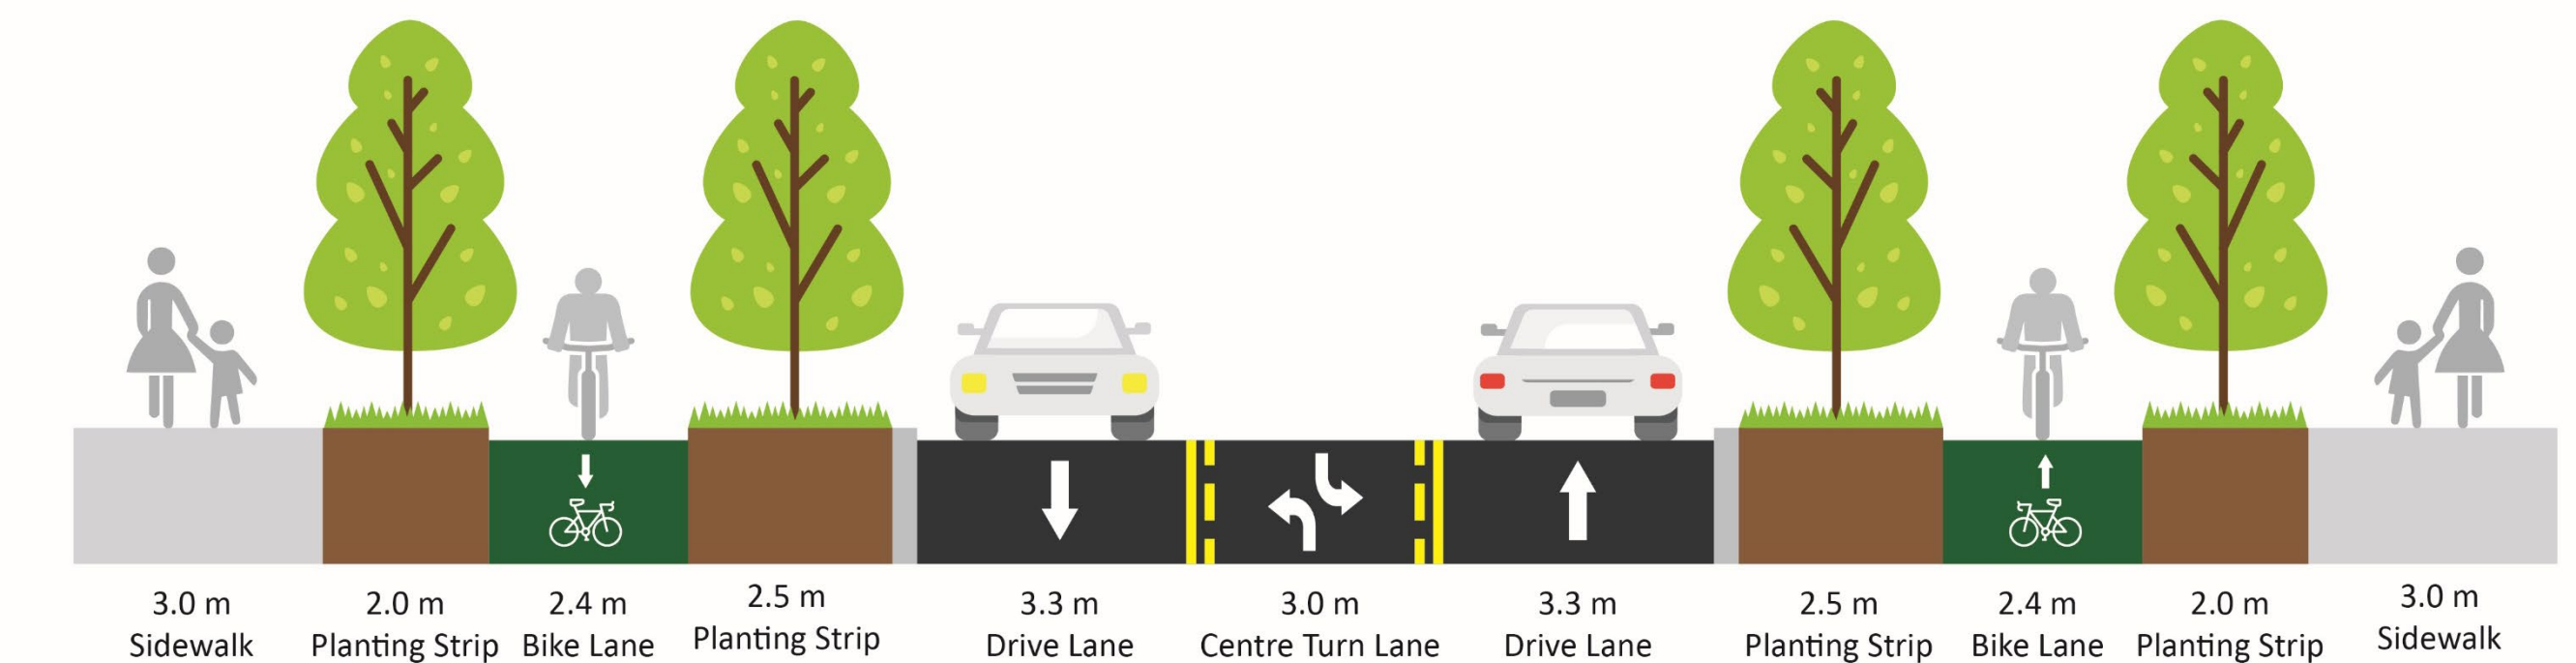 3.0 m
Sidewalk
2.0 m
Planting Strip
2.4 m
Bike Lane
2.5 m
Planting Strip
3.3 m
Drive Lane
3.0 m
Centre Turn Lane
3.3 m
Drive Lane
2.5 m
Planting Strip
2.4 m
Bike Lane
2.0 m
Planting Strip
3.0 m
Sidewalk